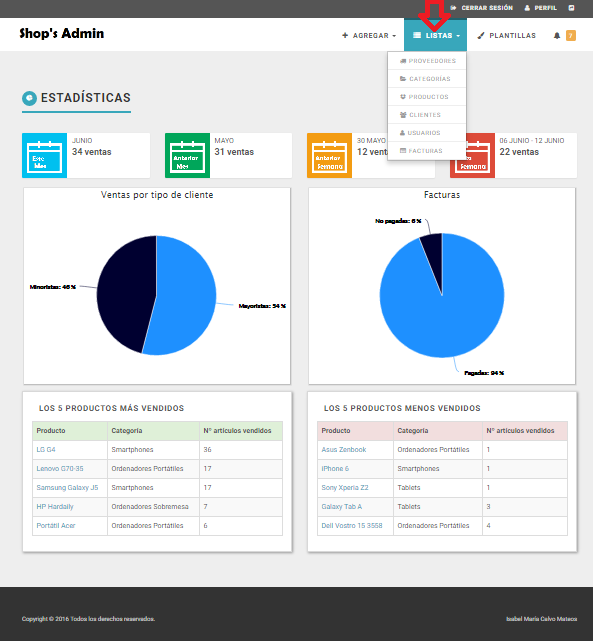 CERRAR SESIÓN PERFIL
Shop's Admin
AGREGAR LISTAS PLANTILLAS 7
PROVEEDORES
CATEGORÍAS
PRODUCTOS
CLIENTES
USUARIOS
FACTURAS
ESTADÍSTICAS
Este Mes
JUNIO
34 ventas
Anterior Mes
MAYO
31 ventas
Semana
30 MAYO
12
Anterior Semana
06 JUNIO - 12 JUNIO
22 ventas
Ventas por tipo de cliente
Minoristas: 46 %
Mayoristas: 54 %
Facturas
No pagadas: 6 %
Pagadas: 94 %
LOS 5 PRODUCTOS MÁS VENDIDOS
Producto Categoría Nº artículos vendidos
LG G4 Smartphones 36
Lenovo G70-35 Ordenadores Portátiles 17
Samsung Galaxy J5 Smartphones 17
HP Hardaily Ordenadores Sobremesa 7
Portátil Acer Ordenadores Portátiles 6
LOS 5 PRODUCTOS MENOS VENDIDOS
Producto Categoría Nº artículos vendidos
Asus Zenbook Ordenadores Portátiles 1
iPhone 6 Smartphones 1
Sony Xperia Z2 Tablets 1
Galaxy Tab A Tablets 3
Dell Vostro 15 3558 Ordenadores Portátiles 4
Copyright © 2016 Todos los derechos reservados.
Isabel María Calvo Mateos